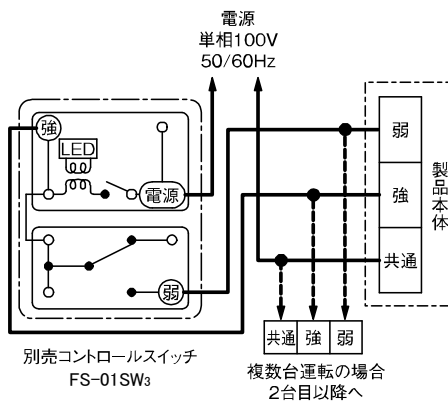 電源
単相100V
50/60Hz
強
LED
電源
弱
弱
強
共通
製品本体
共通 強 弱
別売コントロールスイッチ
FS-01SW₃
複数台運転の場合
2台目以降へ